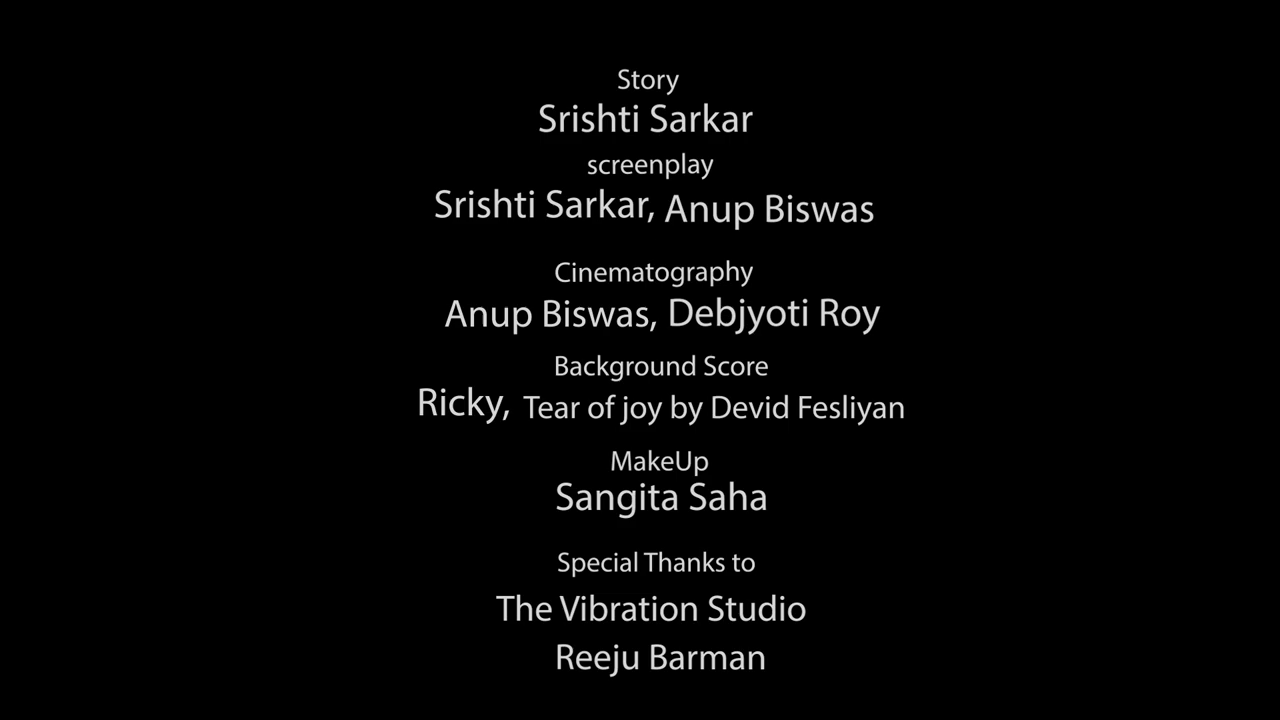 Story
Srishti Sarkar
screenplay
Srishti Sarkar, Anup Biswas
Cinematography
Anup Biswas, Debjyoti Roy
Background Score
Ricky, Tear of joy by Devid Fesliyan
MakeUp
Sangita Saha
Special Thanks to
The Vibration Studio
Reeju Barman